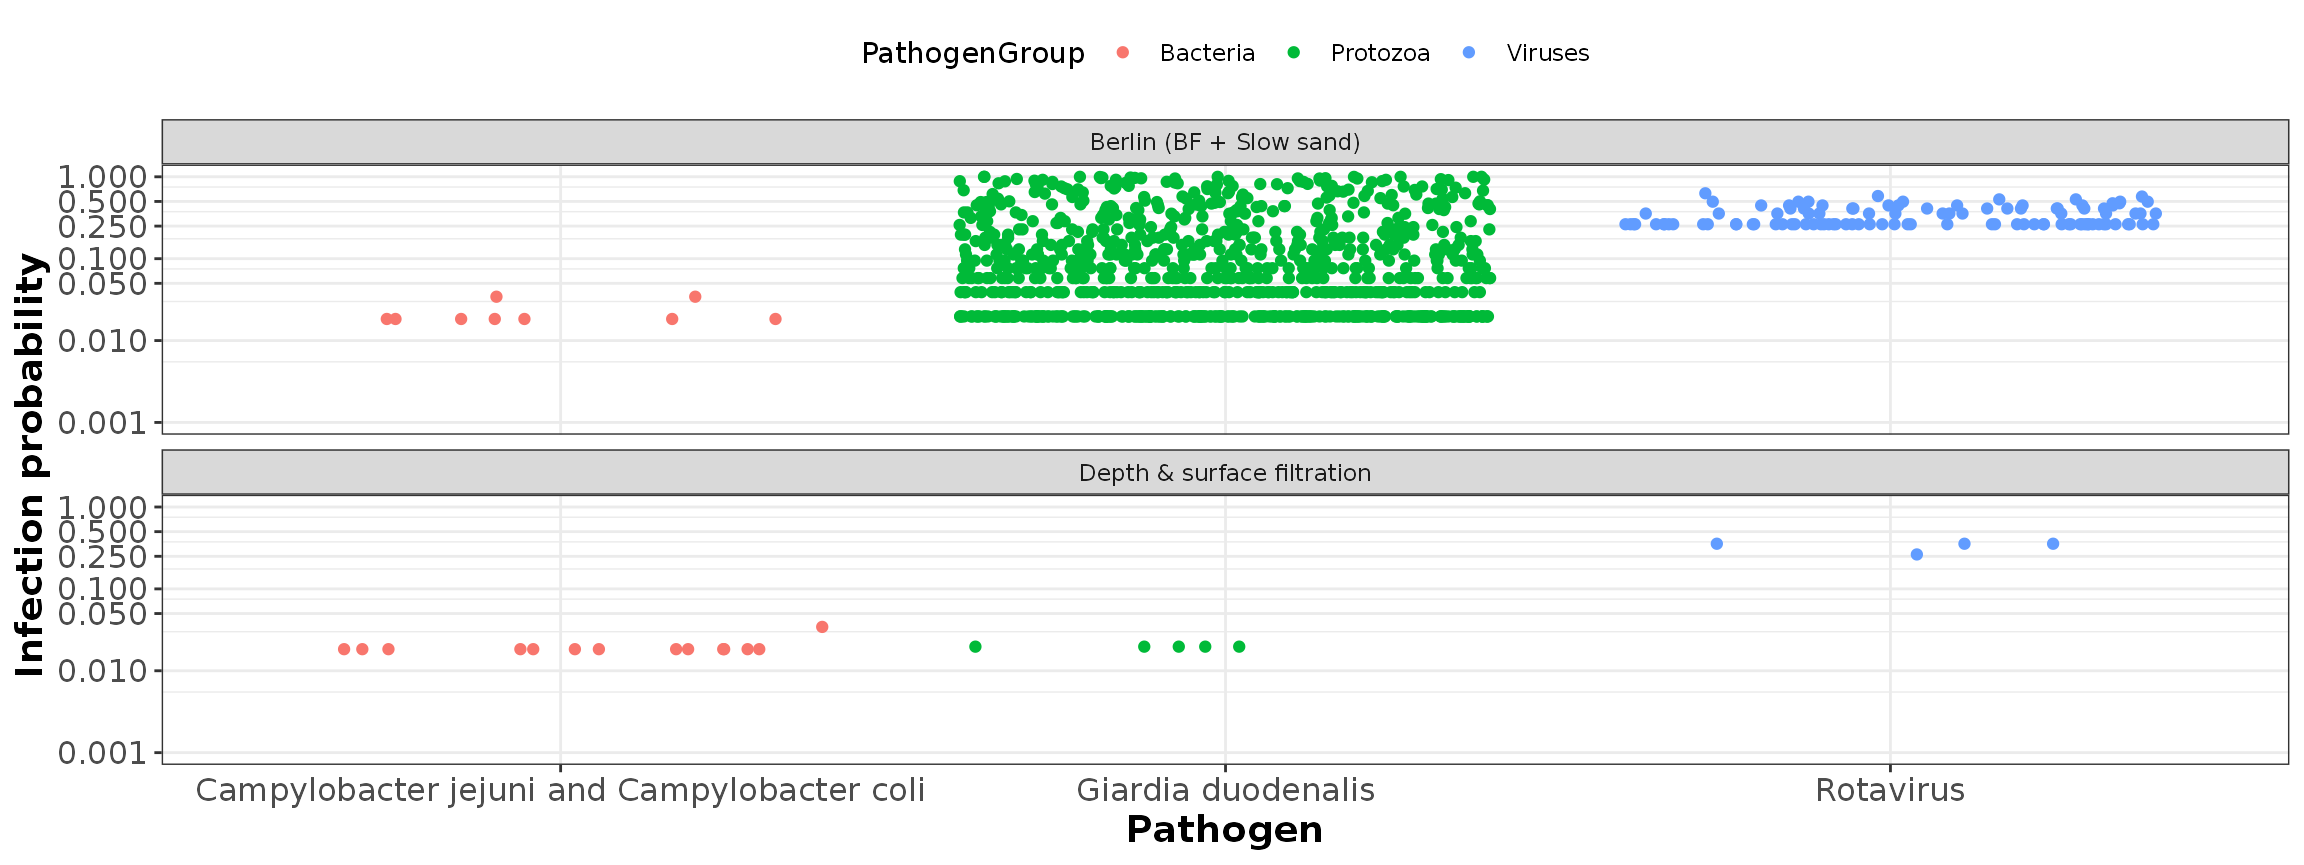 PathogenGroup Bacteria Protozoa Viruses
Berlin (BF + Slow sand)
1.000
0.500
0.250
0.100
0.050
0.010
0.001
Infection probability
Depth & surface filtration
1.000
0.500
0.250
0.100
0.050
0.010
0.001
Campylobacter jejuni and Campylobacter coli Giardia duodenalis Rotavirus
Pathogen